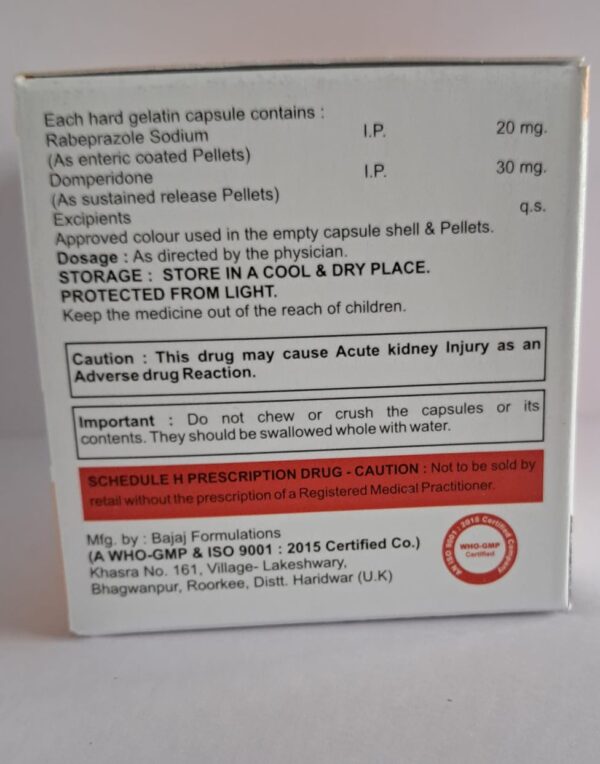 Each hard gelatin capsule contains :
Rabeprazole Sodium I.P. 20 mg.
(As enteric coated Pellets)
Domperidone I.P. 30 mg.
(As sustained release Pellets)
Excipients q.s.
Approved colour used in the empty capsule shell & Pellets.
Dosage : As directed by the physician.
STORAGE : STORE IN A COOL & DRY PLACE.
PROTECTED FROM LIGHT.
Keep the medicine out of the reach of children.
Caution : This drug may cause Acute kidney Injury as an
Adverse drug Reaction.
Important : Do not chew or crush the capsules or its
contents. They should be swallowed whole with water.
SCHEDULE H PRESCRIPTION DRUG - CAUTION : Not to be sold by
retail without the prescription of a Registered Medical Practitioner.
Mfg. by : Bajaj Formulations
(A WHO-GMP & ISO 9001 : 2015 Certified Co.)
Khasra No. 161, Village- Lakeshwary,
Bhagwanpur, Roorkee, Distt. Haridwar (U.K)
AN ISO 9001 : 2015 Certified Company
WHO-GMP
Certified